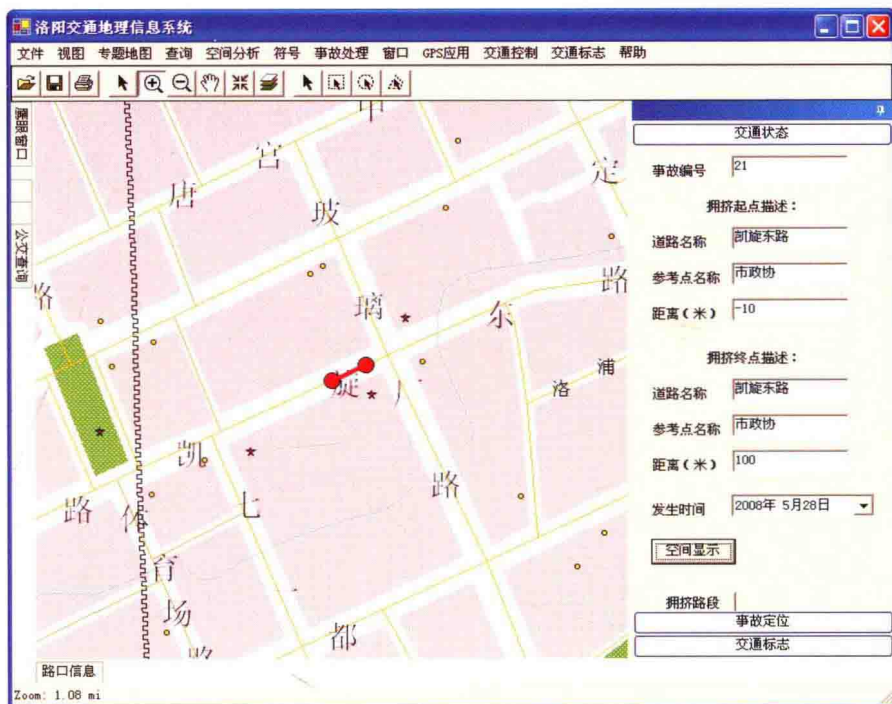 洛阳交通地理信息系统
文件 视图 专题地图 查询 空间分析 符号 事故处理 窗口 GPS应用 交通控制 交通标志 帮助
鹰眼窗口
公交查询
中
宫
唐
玻
定
路
璃
东
路
厂
旋
洛
浦
凯
七
路
路
体
育
一
场
都
路
交通状态
事故编号 21
拥挤起点描述：
道路名称 凯旋东路
参考点名称 市政协
距离(米) -10
拥挤终点描述：
道路名称 凯旋东路
参考点名称 市政协
距离(米) 100
发生时间 2008年 5月28日
空间显示
拥挤路段
事故定位
交通标志
路口信息
Zoom: 1.08 mi